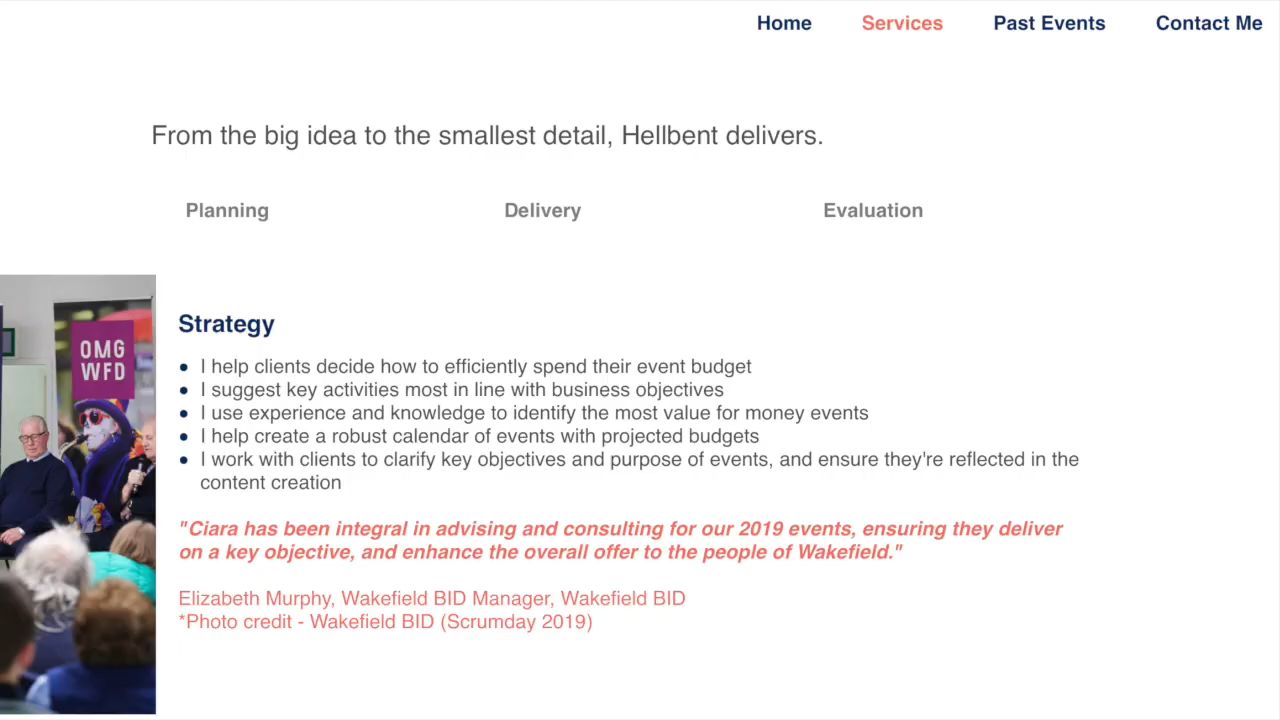 Home Services Past Events Contact Me
From the big idea to the smallest detail, Hellbent delivers.
Planning Delivery Evaluation
OMG
WFD
Strategy
• I help clients decide how to efficiently spend their event budget
• I suggest key activities most in line with business objectives
• I use experience and knowledge to identify the most value for money events
• I help create a robust calendar of events with projected budgets
• I work with clients to clarify key objectives and purpose of events, and ensure they're reflected in the
content creation
"Ciara has been integral in advising and consulting for our 2019 events, ensuring they deliver
on a key objective, and enhance the overall offer to the people of Wakefield."
Elizabeth Murphy, Wakefield BID Manager, Wakefield BID
*Photo credit - Wakefield BID (Scrumday 2019)